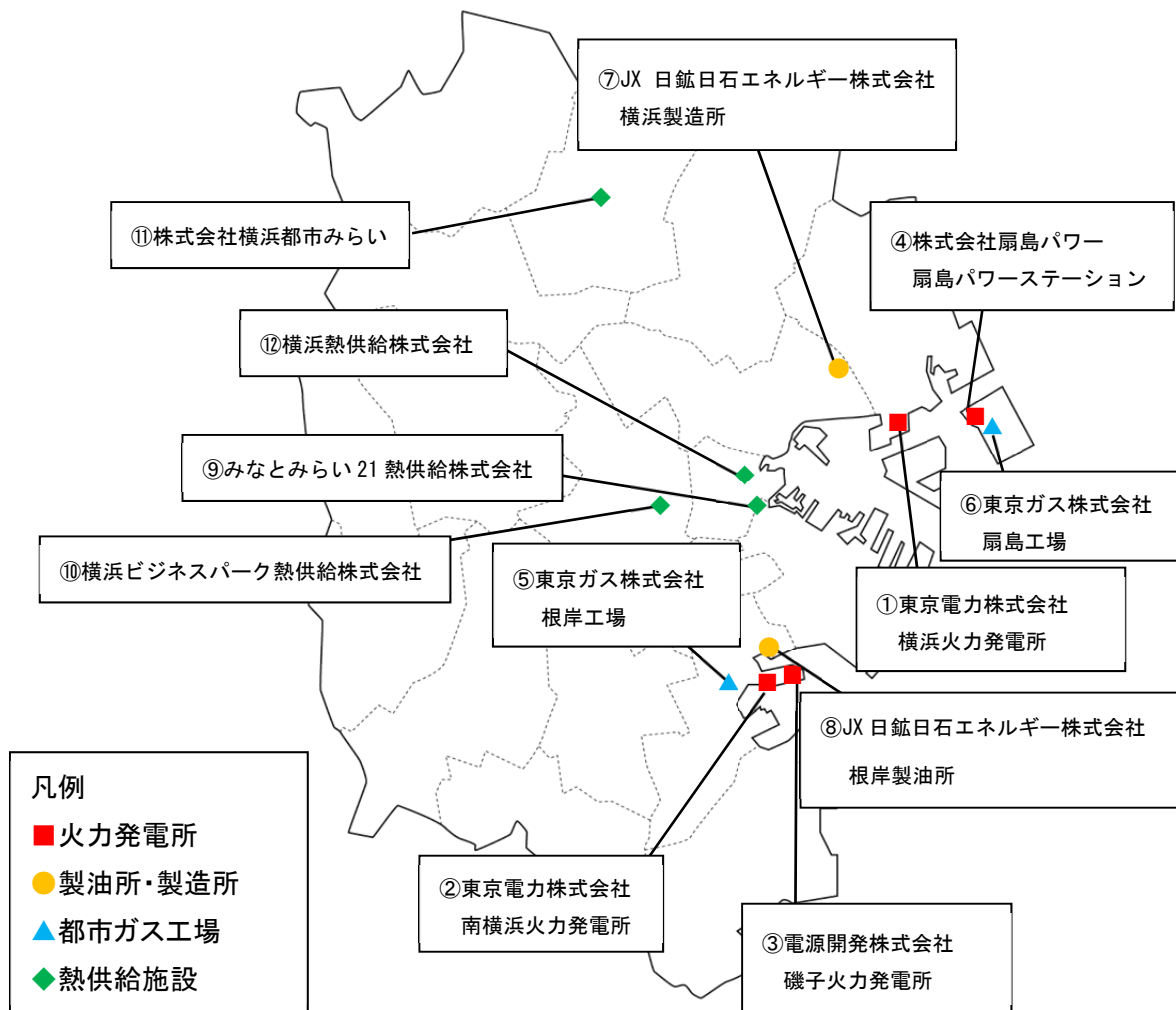 ⑦JX 日鉱日石エネルギー株式会社
横浜製造所
⑪株式会社横浜都市みらい
④株式会社扇島パワー
扇島パワーステーション
⑫横浜熱供給株式会社
⑨みなとみらい 21 熱供給株式会社
⑥東京ガス株式会社
扇島工場
⑩横浜ビジネスパーク熱供給株式会社
⑤東京ガス株式会社
根岸工場
①東京電力株式会社
横浜火力発電所
⑧JX 日鉱日石エネルギー株式会社
根岸製油所
凡例
火力発電所
製油所・製造所
都市ガス工場
熱供給施設
②東京電力株式会社
南横浜火力発電所
③電源開発株式会社
磯子火力発電所